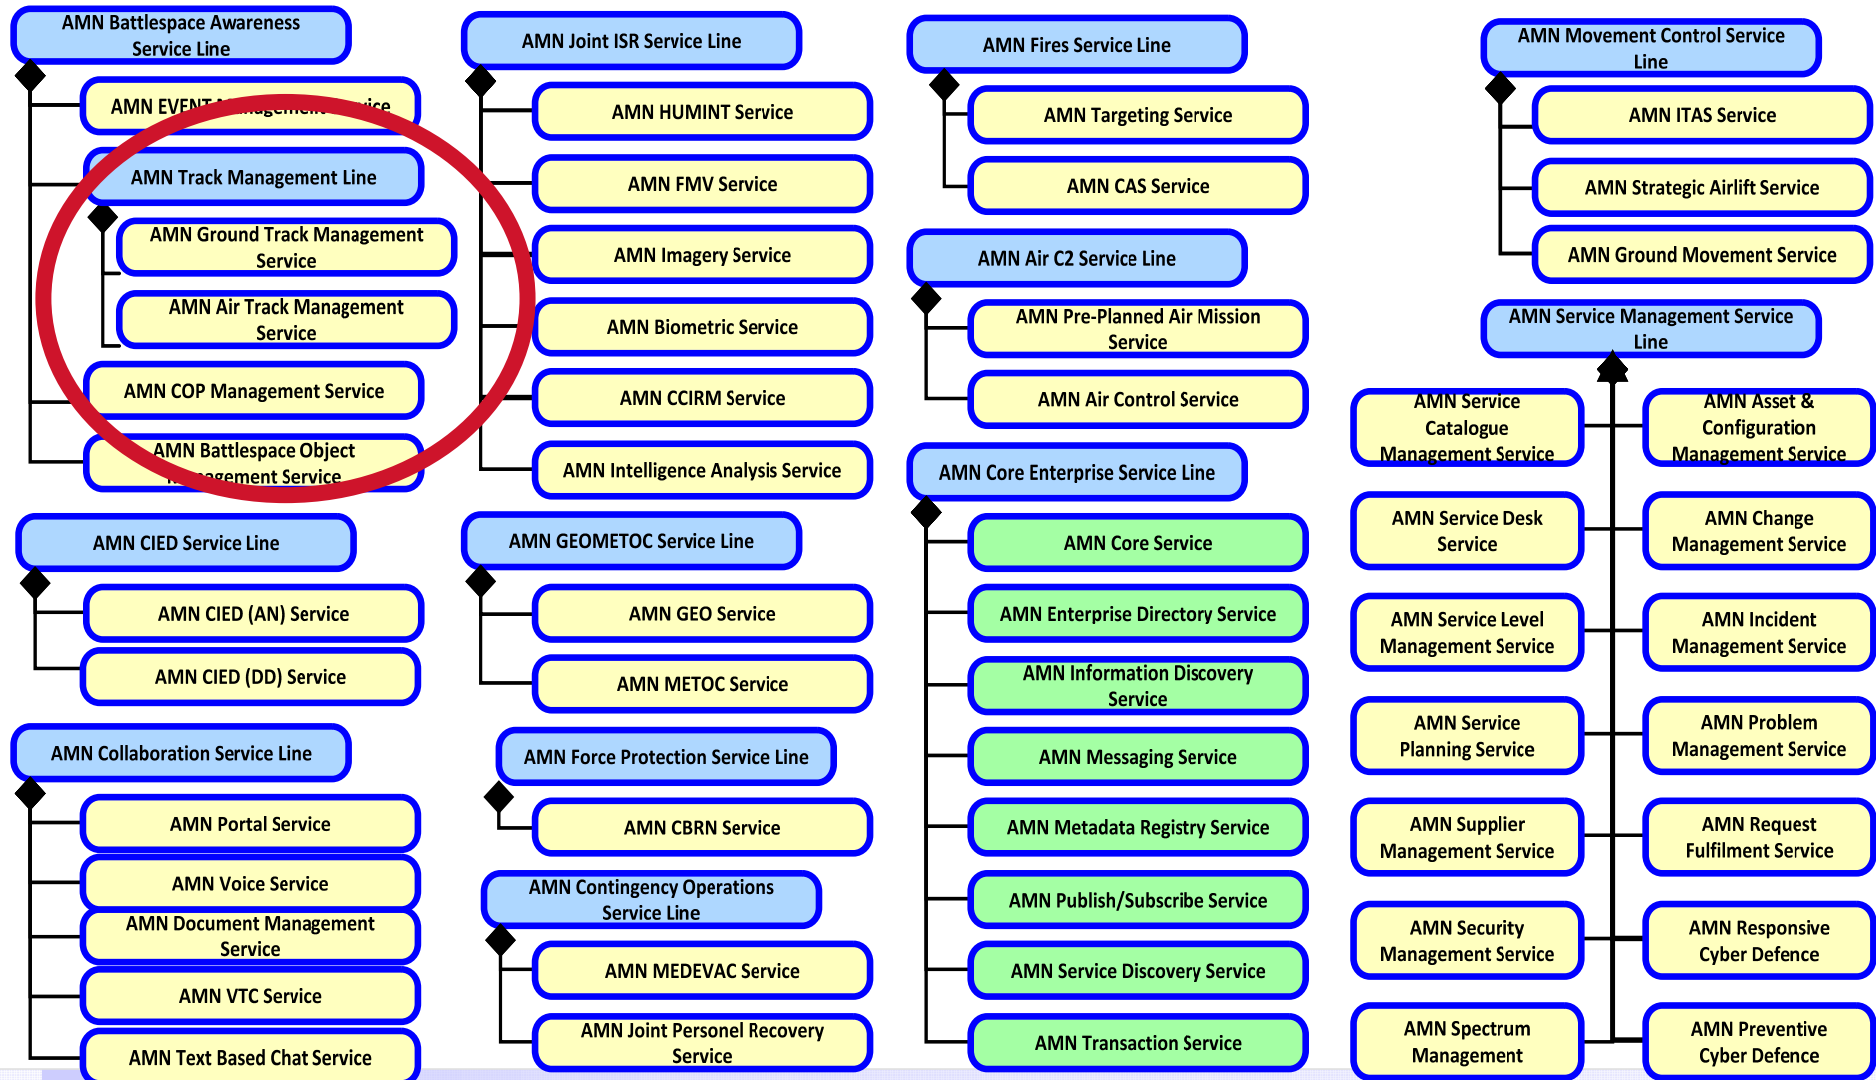 AMN Battlespace Awareness
Service Line
AMN EVENT Management Service
AMN Track Management Line
AMN Ground Track Management
Service
AMN Air Track Management
Service
AMN COP Management Service
AMN Battlespace Object
Management Service
AMN CIED Service Line
AMN CIED (AN) Service
AMN CIED (DD) Service
AMN Collaboration Service Line
AMN Portal Service
AMN Voice Service
AMN Document Management
Service
AMN VTC Service
AMN Text Based Chat Service
AMN Joint ISR Service Line
AMN HUMINT Service
AMN FMV Service
AMN Imagery Service
AMN Biometric Service
AMN CCIRM Service
AMN Intelligence Analysis Service
AMN GEOMETOC Service Line
AMN GEO Service
AMN METOC Service
AMN Force Protection Service Line
AMN CBRN Service
AMN Contingency Operations
Service Line
AMN MEDEVAC Service
AMN Joint Personel Recovery
Service
AMN Fires Service Line
AMN Targeting Service
AMN CAS Service
AMN Air C2 Service Line
AMN Pre-Planned Air Mission
Service
AMN Air Control Service
AMN Core Enterprise Service Line
AMN Core Service
AMN Enterprise Directory Service
AMN Information Discovery
Service
AMN Messaging Service
AMN Metadata Registry Service
AMN Publish/Subscribe Service
AMN Service Discovery Service
AMN Transaction Service
AMN Movement Control Service
Line
AMN ITAS Service
AMN Strategic Airlift Service
AMN Ground Movement Service
AMN Service Management Service
Line
AMN Service
Catalogue
Management Service
AMN Service Desk
Service
AMN Service Level
Management Service
AMN Service
Planning Service
AMN Supplier
Management Service
AMN Security
Management Service
AMN Spectrum
Management
AMN Asset &
Configuration
Management Service
AMN Change
Management Service
AMN Incident
Management Service
AMN Problem
Management Service
AMN Request
Fulfilment Service
AMN Responsive
Cyber Defence
AMN Preventive
Cyber Defence